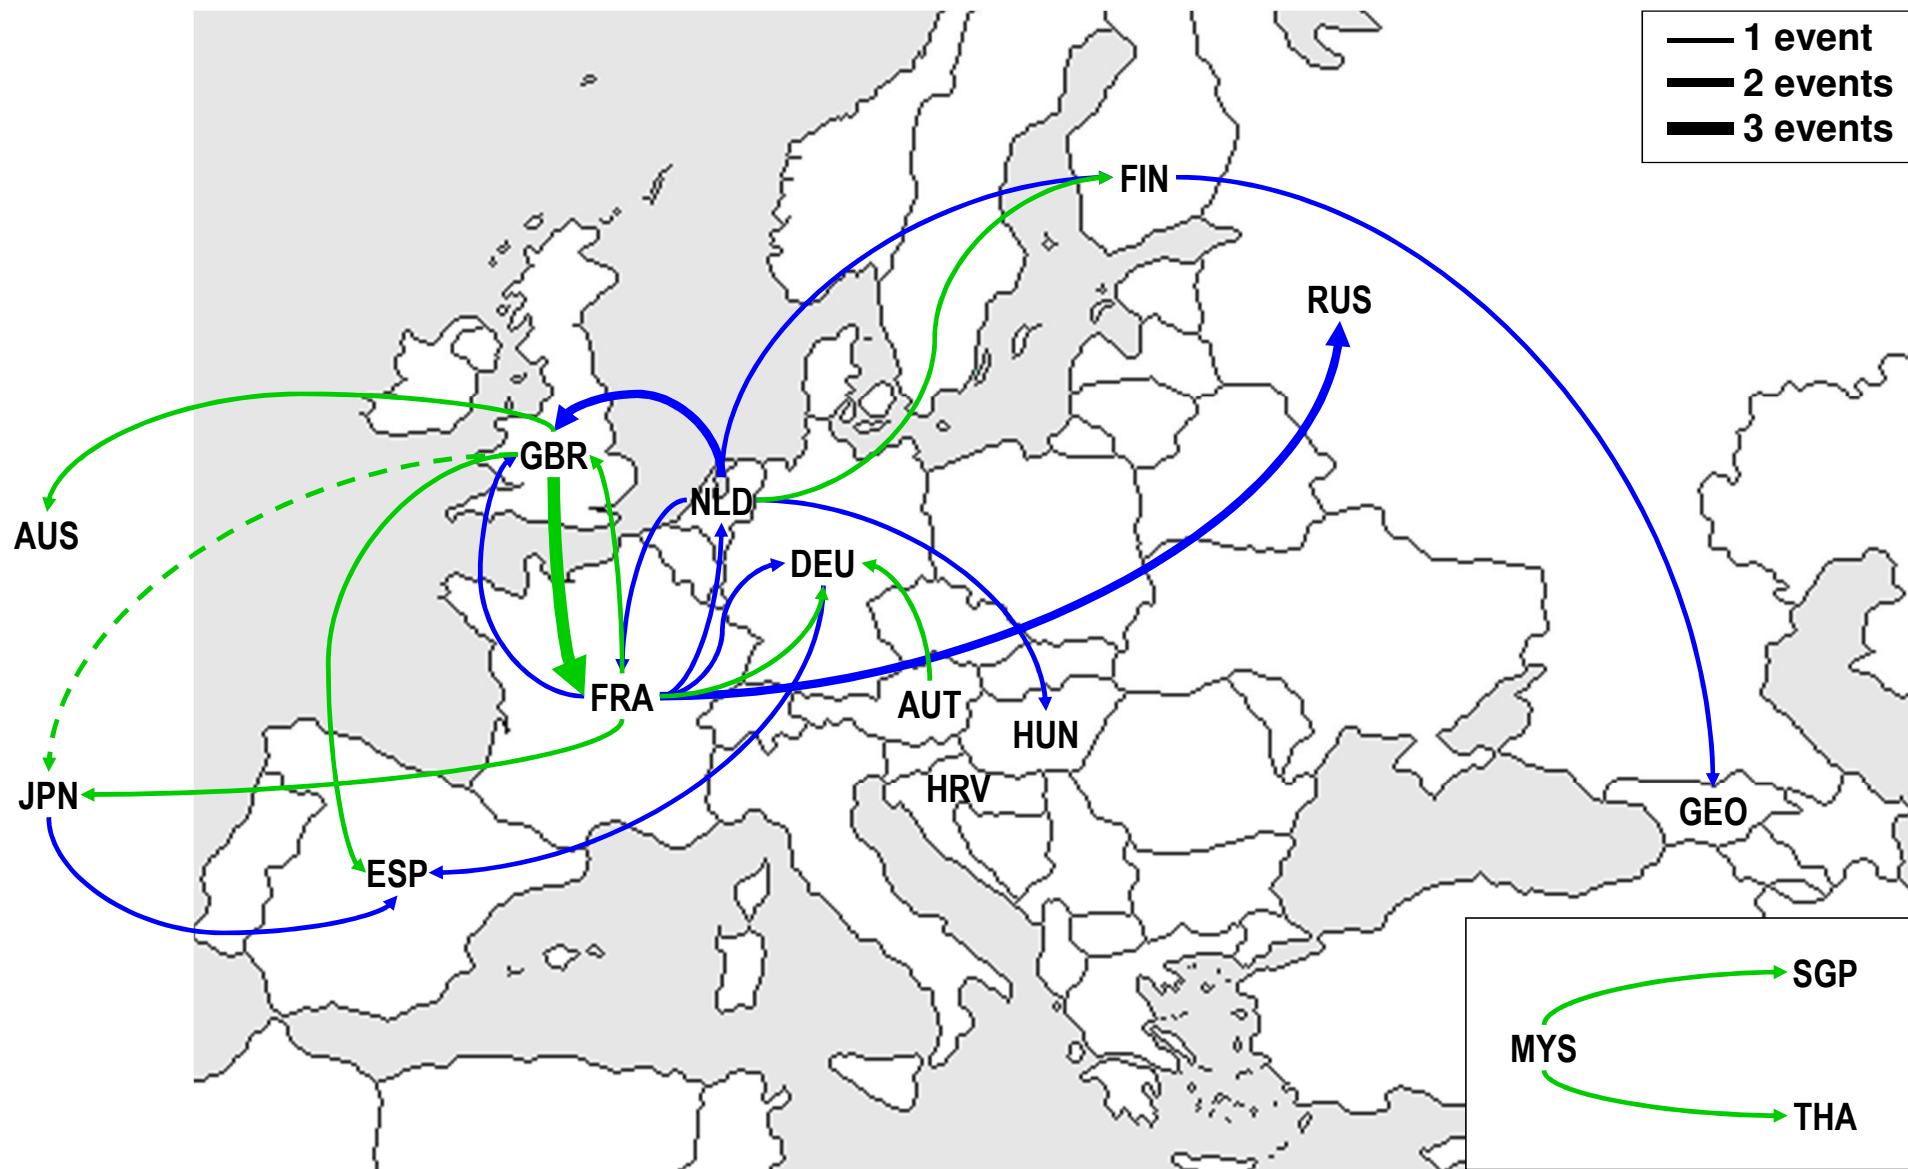 1 event
2 events
3 events
FIN
RUS
GBR
NLD
AUS
DEU
FRA
AUT
HUN
JPN
HRV
GEO
ESP
SGP
MYS
THA